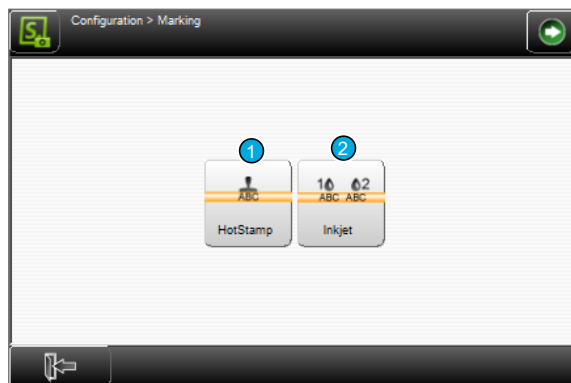 S
Configuration > Marking
1
2
ABC
HotStamp
1 2
ABC ABC
Inkjet